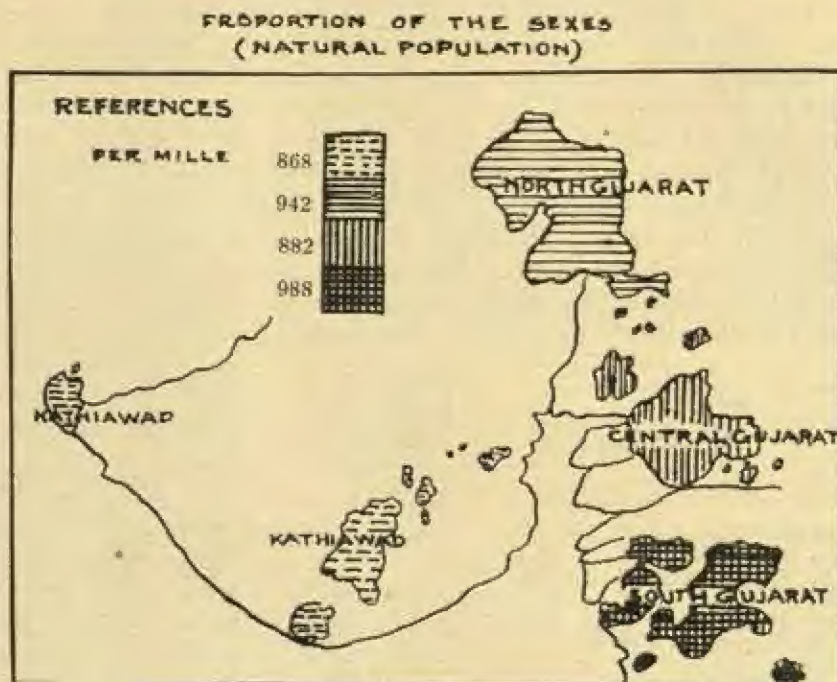 PROPORTION OF THE SEXES
(NATURAL POPULATION)
REFERENCES
PER MILLE
868
942
882
988
NORTH GUJARAT
KATHIAWAD
CENTRAL GUJARAT
KATHIAWAD
SOUTH GUJARAT